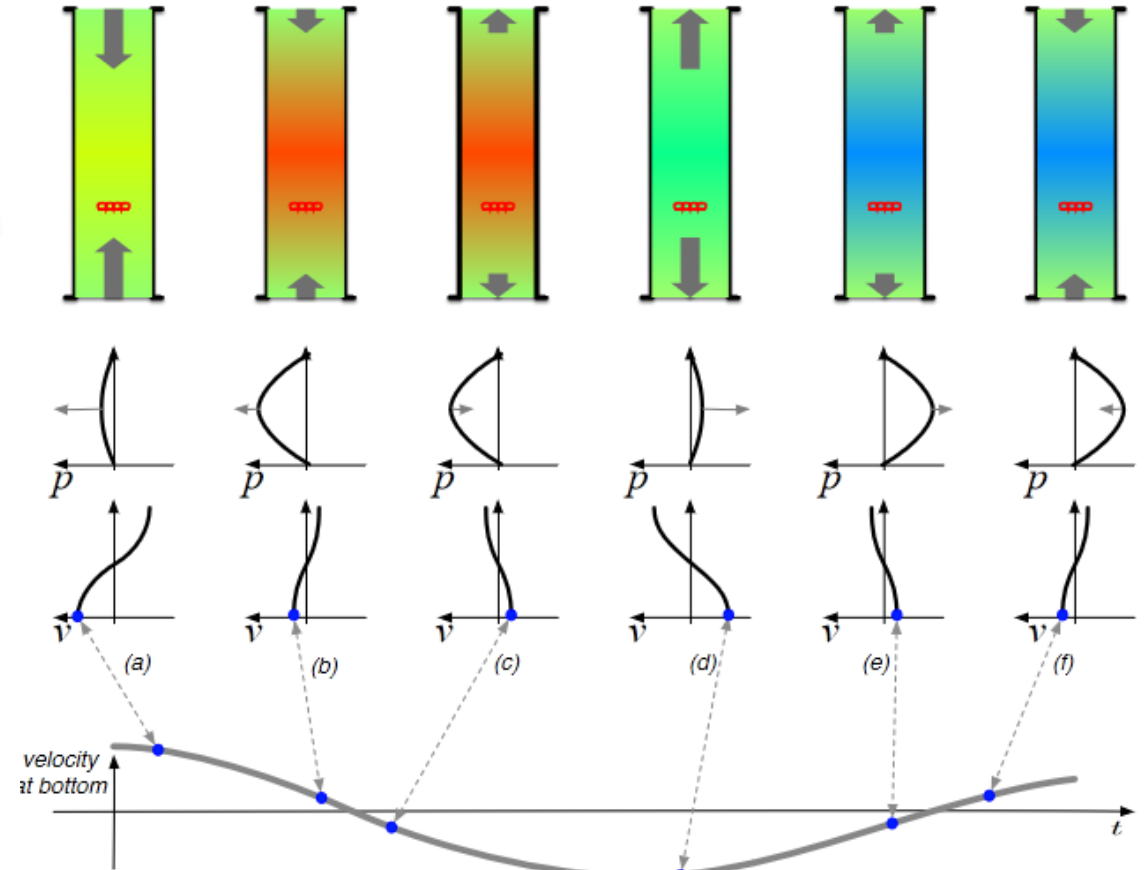 p p p p p p
v v v v v v
(a) (b) (c) (d) (e) (f)
velocity
at bottom
t